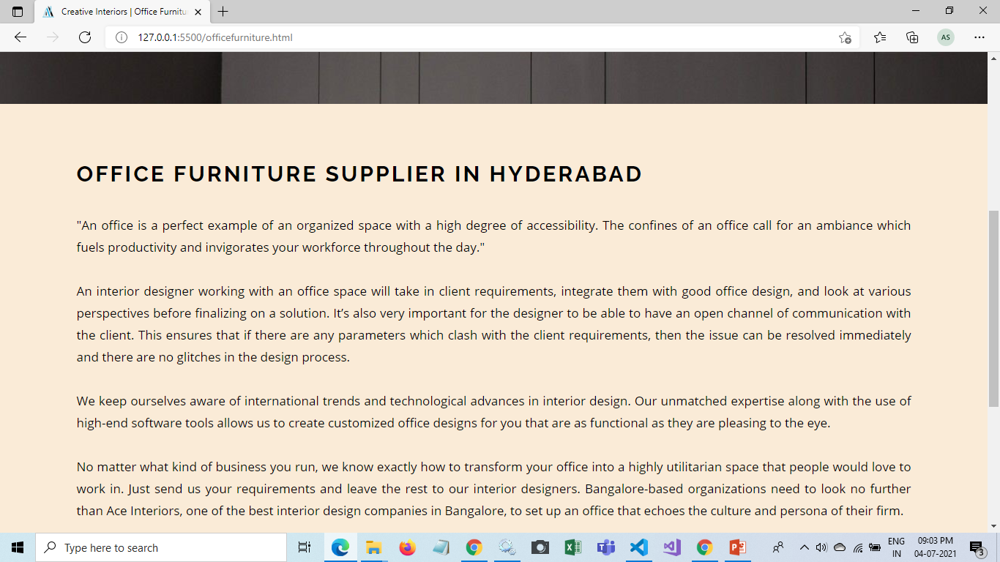 Creative Interiors | Office Furnitu
127.0.0.1:5500/officefurniture.html
AS
OFFICE FURNITURE SUPPLIER IN HYDERABAD
"An office is a perfect example of an organized space with a high degree of accessibility. The confines of an office call for an ambiance which
fuels productivity and invigorates your workforce throughout the day."
An interior designer working with an office space will take in client requirements, integrate them with good office design, and look at various
perspectives before finalizing on a solution. It’s also very important for the designer to be able to have an open channel of communication with
the client. This ensures that if there are any parameters which clash with the client requirements, then the issue can be resolved immediately
and there are no glitches in the design process.
We keep ourselves aware of international trends and technological advances in interior design. Our unmatched expertise along with the use of
high-end software tools allows us to create customized office designs for you that are as functional as they are pleasing to the eye.
No matter what kind of business you run, we know exactly how to transform your office into a highly utilitarian space that people would love to
work in. Just send us your requirements and leave the rest to our interior designers. Bangalore-based organizations need to look no further
than Ace Interiors, one of the best interior design companies in Bangalore, to set up an office that echoes the culture and persona of their firm.
Type here to search
ENG
IN
09:03 PM
04-07-2021
3